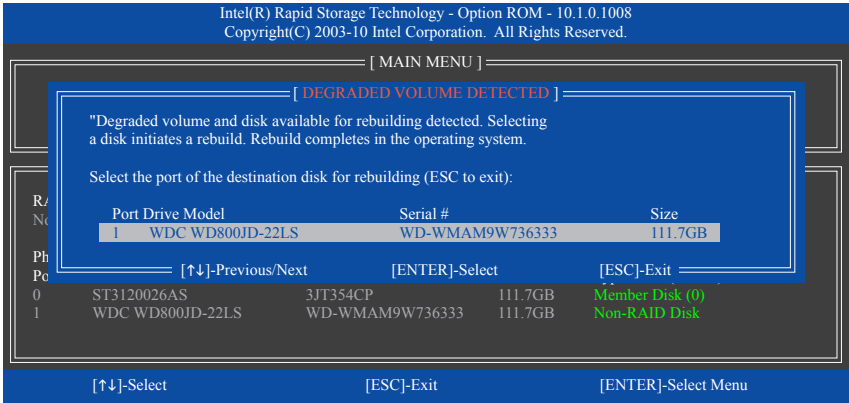 Intel(R) Rapid Storage Technology - Option ROM - 10.1.0.1008
Copyright(C) 2003-10 Intel Corporation. All Rights Reserved.
[ MAIN MENU ]
[ DEGRADED VOLUME DETECTED ]
"Degraded volume and disk available for rebuilding detected. Selecting
a disk initiates a rebuild. Rebuild completes in the operating system.
Select the port of the destination disk for rebuilding (ESC to exit):
Port Drive Model Serial # Size
1 WDC WD800JD-22LS WD-WMAM9W736333 111.7GB
[↑↓]-Previous/Next [ENTER]-Select [ESC]-Exit
0 ST3120026AS 3JT354CP 111.7GB Member Disk (0)
1 WDC WD800JD-22LS WD-WMAM9W736333 111.7GB Non-RAID Disk
[↑↓]-Select [ESC]-Exit [ENTER]-Select Menu